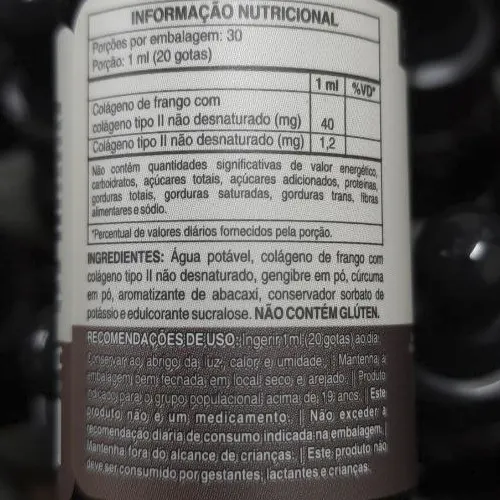 INFORMAÇÃO NUTRICIONAL
Porções por embalagem: 30
Porção: 1 ml (20 gotas)
1 ml %VD*
Colágeno de frango com
colágeno tipo II não desnaturado (mg) 40
Colágeno tipo II não desnaturado (mg) 1,2
Não contém quantidades significativas de valor energético,
carboidratos, açúcares totais, açúcares adicionados, proteínas,
gorduras totais, gorduras saturadas, gorduras trans, fibras
alimentares e sódio.
*Percentual de valores diários fornecidos pela porção.
INGREDIENTES: Água potável, colágeno de frango com
colágeno tipo II não desnaturado, gengibre em pó, cúrcuma
em pó, aromatizante de abacaxi, conservador sorbato de
potássio e edulcorante sucralose. NÃO CONTÉM GLÚTEN.
RECOMENDAÇÕES DE USO: Ingerir 1 ml (20 gotas) ao dia.
Conservar ao abrigo da luz, calor e umidade. | Mantenha a
embalagem bem fechada em local seco e arejado. | Produto
indicado para o grupo populacional acima de 19 anos. | Este
produto não é um medicamento. | Não exceder a
recomendação diária de consumo indicada na embalagem. |
Mantenha fora do alcance de crianças. | Este produto não
deve ser consumido por gestantes, lactantes e crianças.